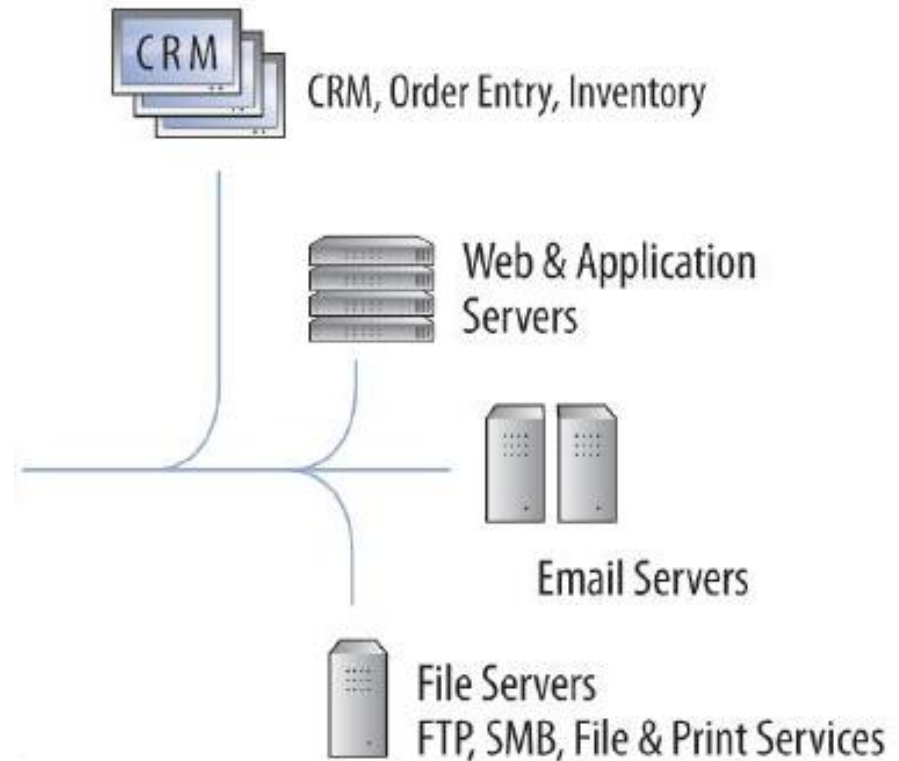 CRM
CRM, Order Entry, Inventory
Web & Application
Servers
Email Servers
File Servers
FTP, SMB, File & Print Services